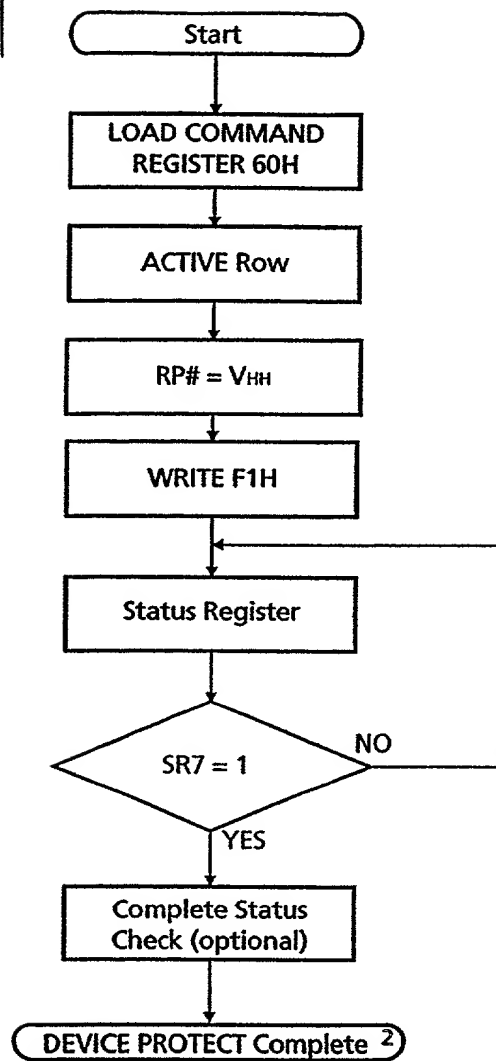 Start
LOAD COMMAND
REGISTER 60H
ACTIVE Row
RP# = VHH
WRITE F1H
Status Register
SR7 = 1
NO
YES
Complete Status
Check (optional)
DEVICE PROTECT Complete 2